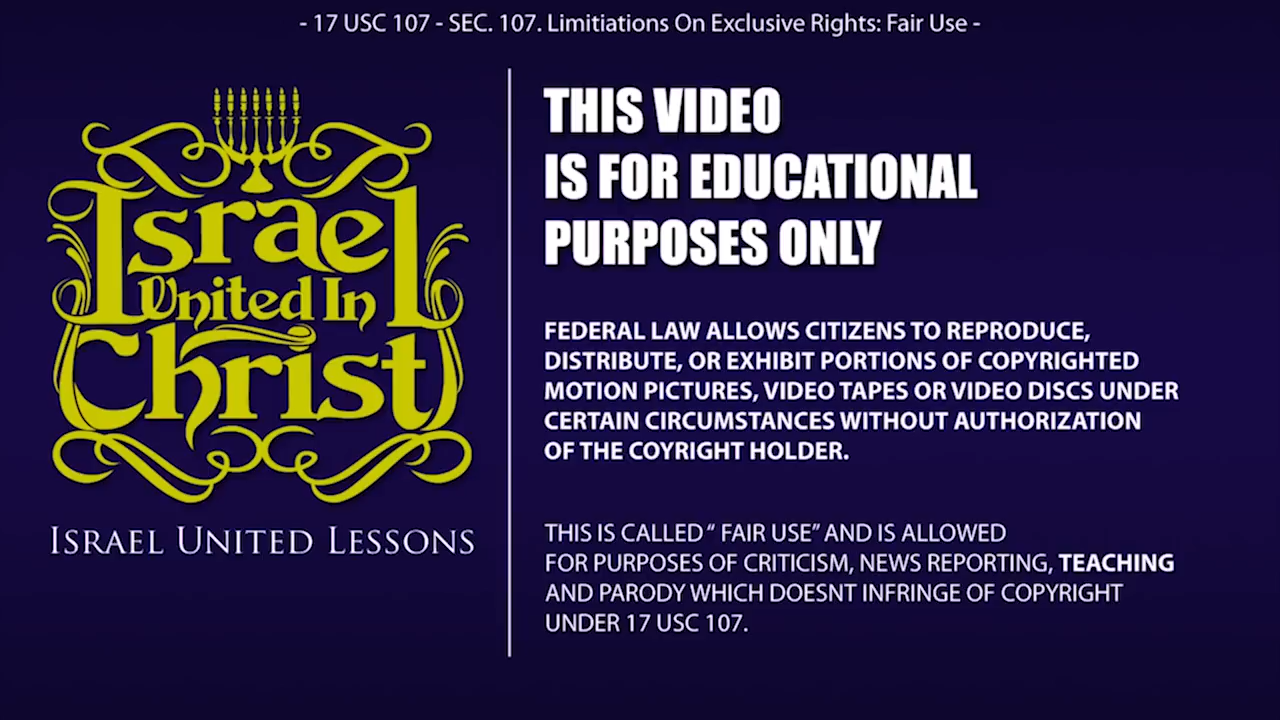 - 17 USC 107 - SEC. 107. Limitiations On Exclusive Rights: Fair Use -
Israel
United In
Christ
ISRAEL UNITED LESSONS
THIS VIDEO
IS FOR EDUCATIONAL
PURPOSES ONLY
FEDERAL LAW ALLOWS CITIZENS TO REPRODUCE,
DISTRIBUTE, OR EXHIBIT PORTIONS OF COPYRIGHTED
MOTION PICTURES, VIDEO TAPES OR VIDEO DISCS UNDER
CERTAIN CIRCUMSTANCES WITHOUT AUTHORIZATION
OF THE COYRIGHT HOLDER.
THIS IS CALLED “ FAIR USE” AND IS ALLOWED
FOR PURPOSES OF CRITICISM, NEWS REPORTING, TEACHING
AND PARODY WHICH DOESNT INFRINGE OF COPYRIGHT
UNDER 17 USC 107.